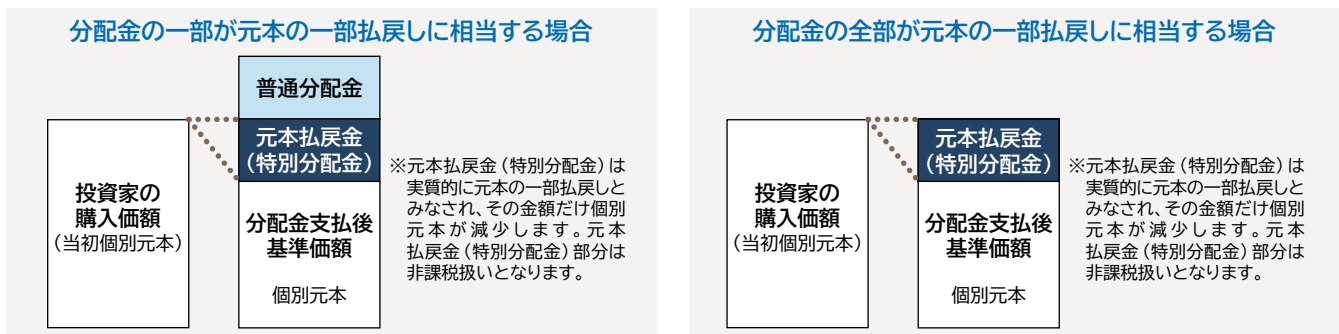 分配金の一部が元本の一部払戻しに相当する場合
普通分配金
元本払戻金
(特別分配金)
投資家の
購入価額
(当初個別元本)
分配金支払後
基準価額
個別元本
※元本払戻金(特別分配金)は
実質的に元本の一部払戻しと
みなされ、その金額だけ個別
元本が減少します。元本
払戻金(特別分配金)部分は
非課税扱いとなります。
分配金の全部が元本の一部払戻しに相当する場合
元本払戻金
(特別分配金)
投資家の
購入価額
(当初個別元本)
分配金支払後
基準価額
個別元本
※元本払戻金(特別分配金)は
実質的に元本の一部払戻しと
みなされ、その金額だけ個別
元本が減少します。元本
払戻金(特別分配金)部分は
非課税扱いとなります。